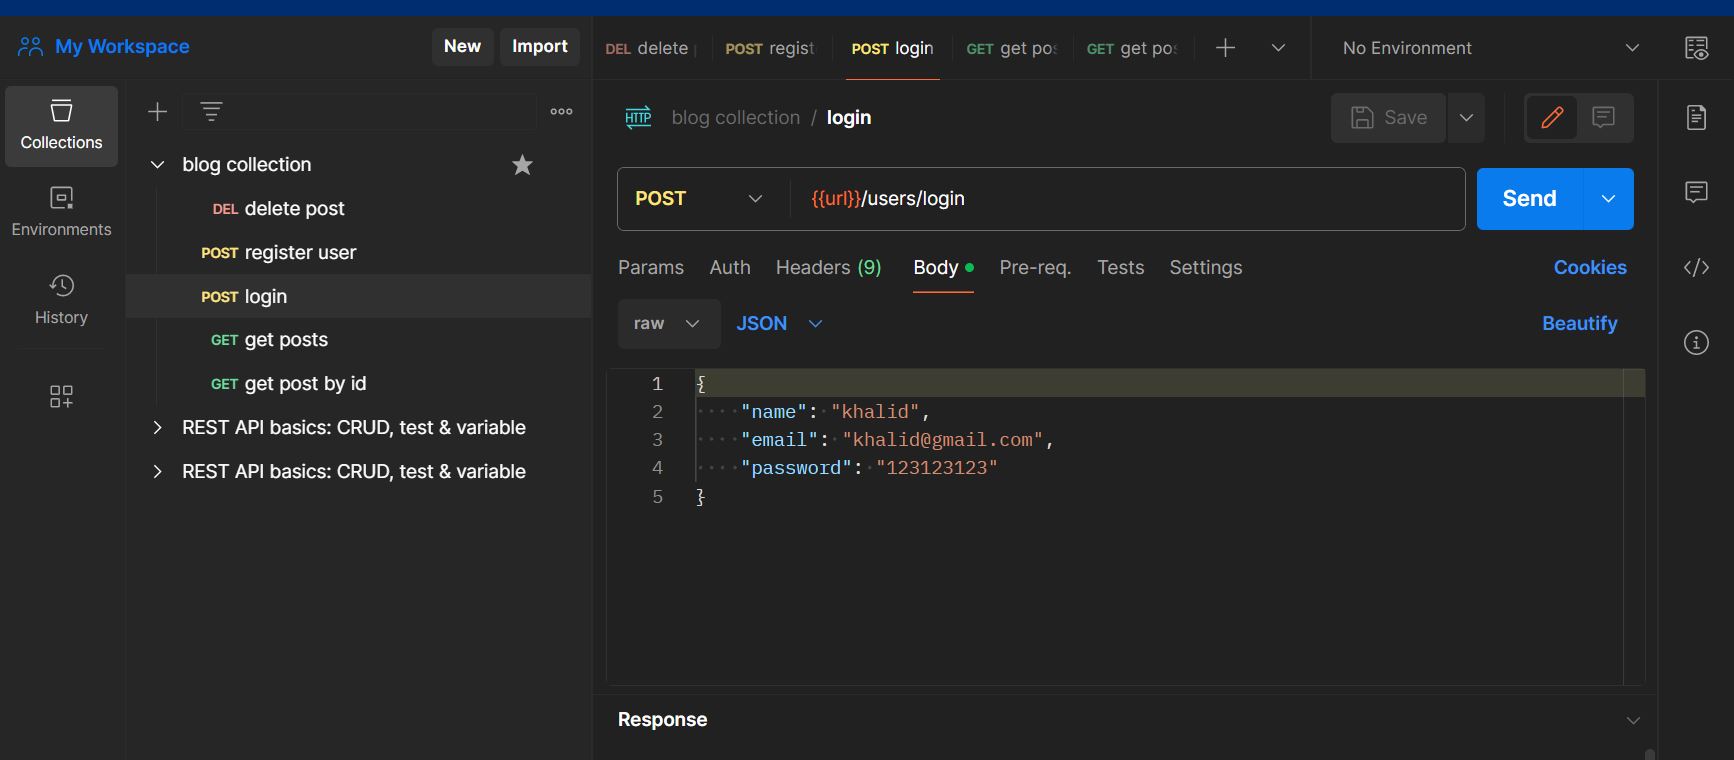 My Workspace
New
Import
DEL delete
POST regist
POST login
GET get pos
GET get pos
No Environment
Collections
Environments
History
blog collection
DEL delete post
POST register user
POST login
GET get posts
GET get post by id
REST API basics: CRUD, test & variable
REST API basics: CRUD, test & variable
HTTP blog collection / login
Save
POST
{{url}}/users/login
Send
Params Auth Headers (9) Body Pre-req. Tests Settings
Cookies
raw
JSON
Beautify
1 {
2 "name": "khalid",
3 "email": "khalid@gmail.com",
4 "password": "123123123"
5 }
Response